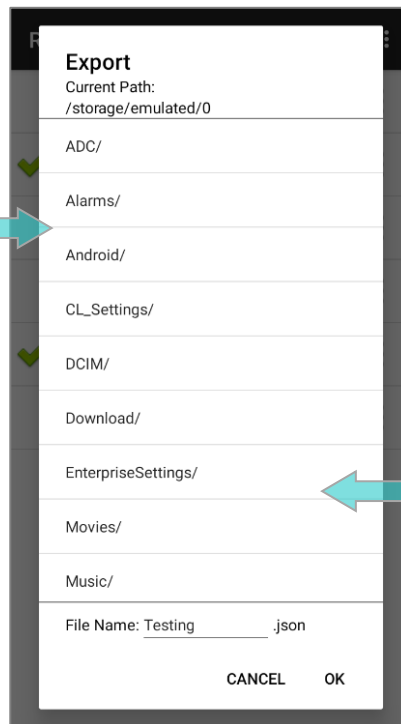 R
Export
Current Path:
/storage/emulated/0
ADC/
Alarms/
Android/
CL_Settings/
DCIM/
Download/
EnterpriseSettings/
Movies/
Music/
File Name: Testing .json
CANCEL OK